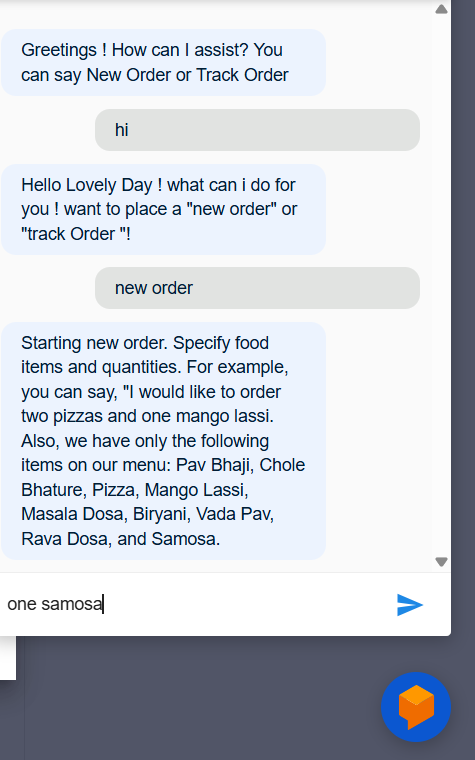 Greetings ! How can I assist? You
can say New Order or Track Order
hi
Hello Lovely Day ! what can i do for
you ! want to place a "new order" or
"track Order "!
new order
Starting new order. Specify food
items and quantities. For example,
you can say, "I would like to order
two pizzas and one mango lassi.
Also, we have only the following
items on our menu: Pav Bhaji, Chole
Bhature, Pizza, Mango Lassi,
Masala Dosa, Biryani, Vada Pav,
Rava Dosa, and Samosa.
one samosa